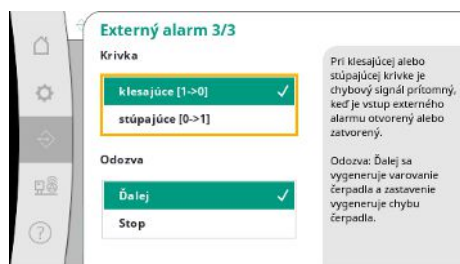 Externý alarm 3/3
Krivka
klesajúce [1->0]
stúpajúce [0->1]
Odozva
Ďalej
Stop
Pri klesajúcej alebo
stúpajúcej krivke je
chybový signál prítomný,
keď je vstup externého
alarmu otvorený alebo
zatvorený.
Odozva: Ďalej sa
vygeneruje varovanie
čerpadla a zastavenie
vygeneruje chybu
čerpadla.